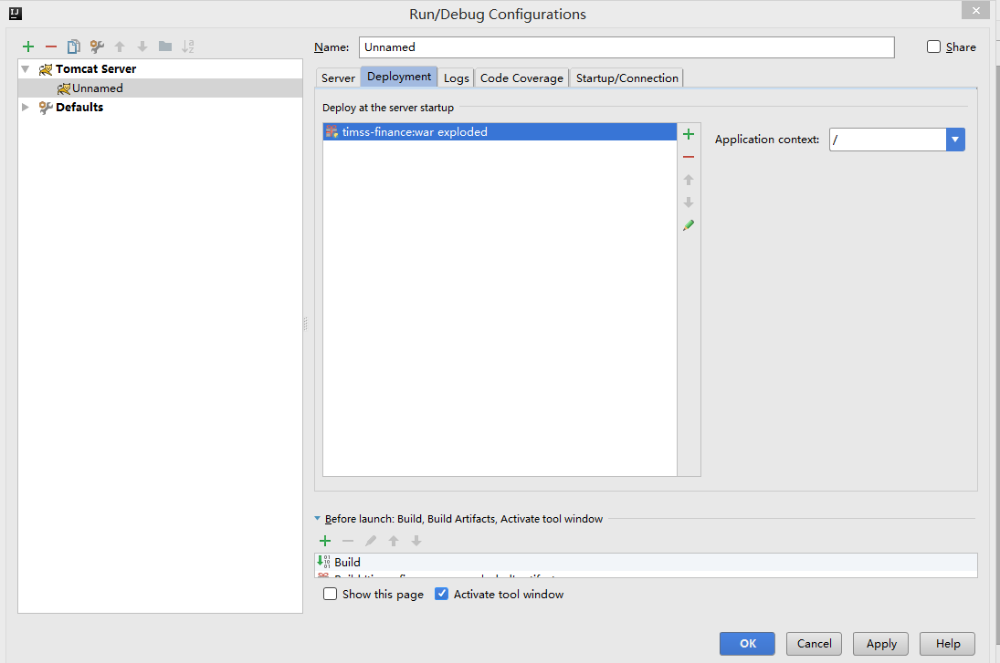 Run/Debug Configurations
Name: Unnamed
Share
Tomcat Server
Unnamed
Defaults
Server Deployment Logs Code Coverage Startup/Connection
Deploy at the server startup
timss-finance:war exploded
Application context: /
Before launch: Build, Build Artifacts, Activate tool window
Build
Show this page Activate tool window
OK Cancel Apply Help